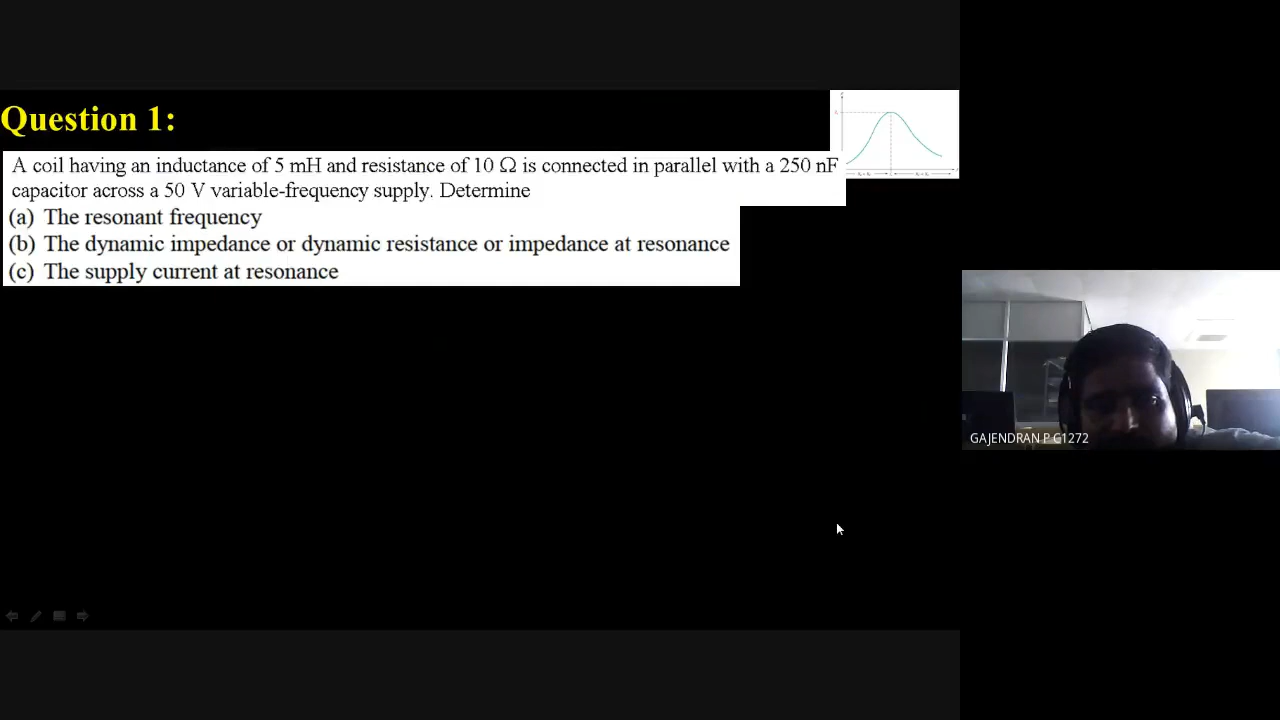 Question 1:
A coil having an inductance of 5 mH and resistance of 10 Ω is connected in parallel with a 250 nF
capacitor across a 50 V variable-frequency supply. Determine
(a) The resonant frequency
(b) The dynamic impedance or dynamic resistance or impedance at resonance
(c) The supply current at resonance
GAJENDRAN P C1272